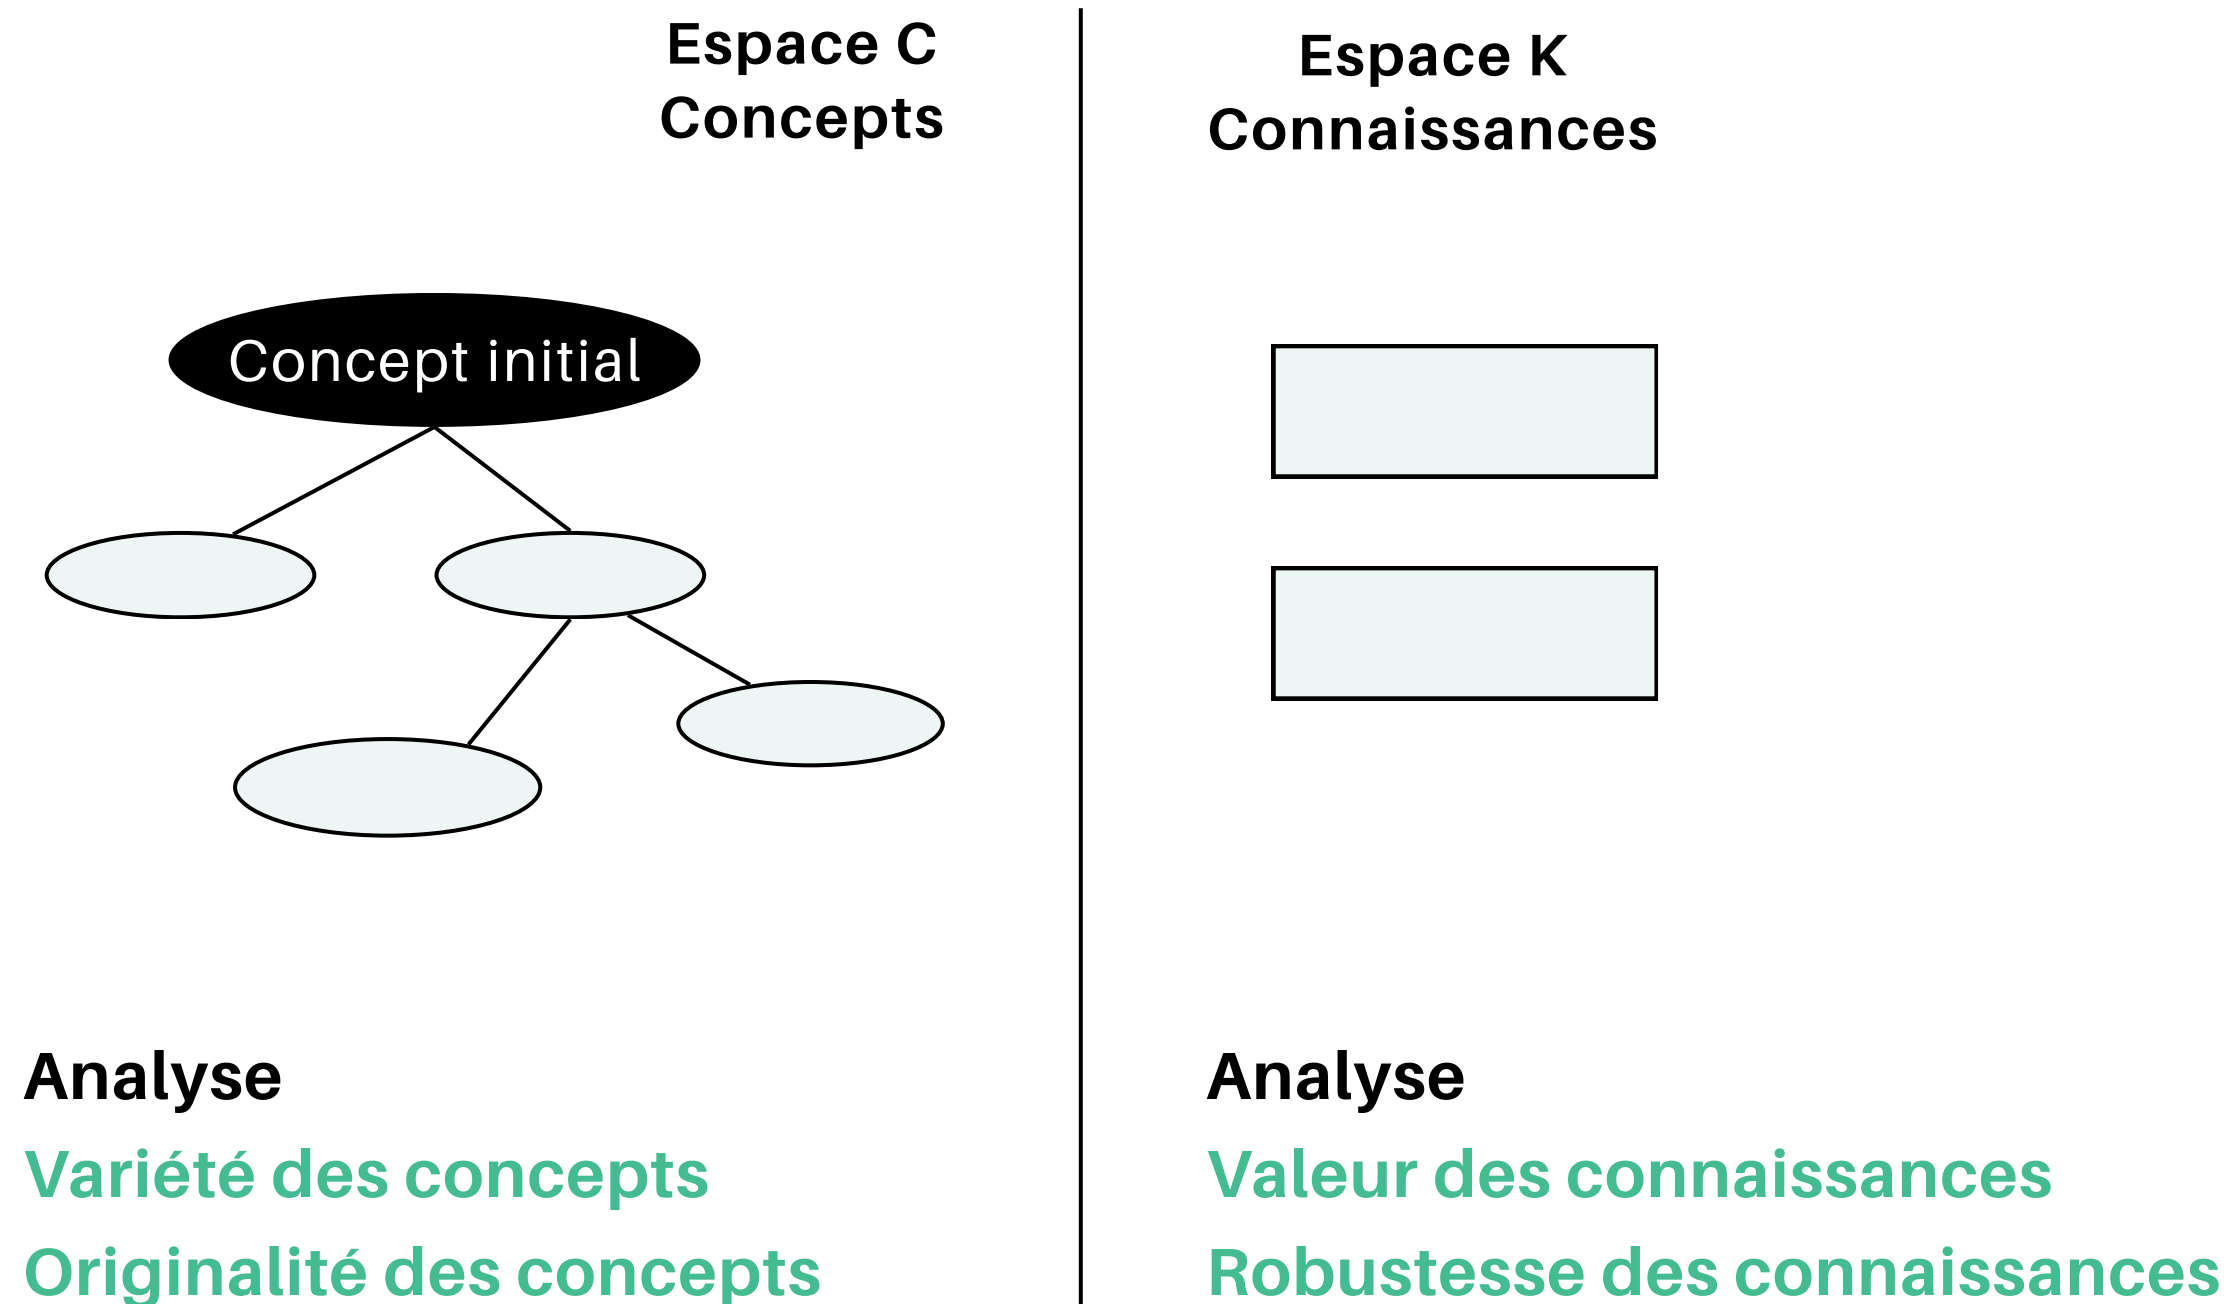 Espace C
Concepts
Concept initial
Analyse
Variété des concepts
Originalité des concepts
Espace K
Connaissances
Analyse
Valeur des connaissances
Robustesse des connaissances